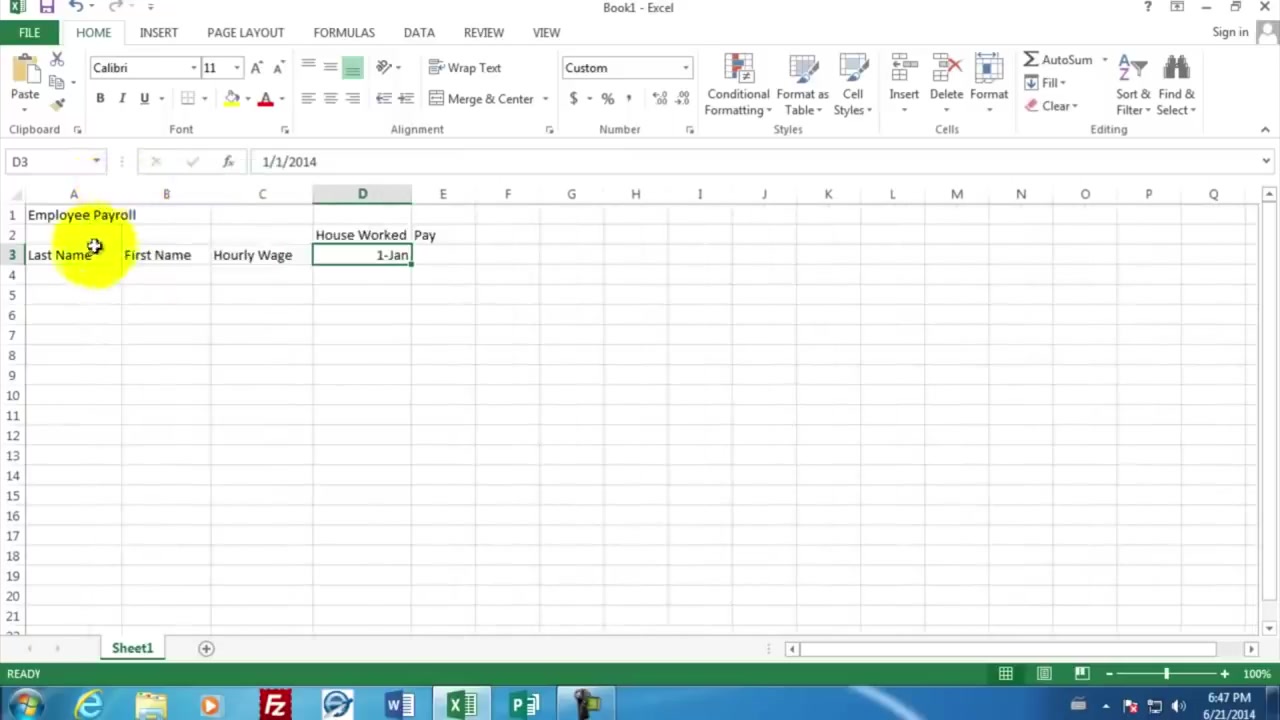 Book1 - Excel
?
FILE HOME INSERT PAGE LAYOUT FORMULAS DATA REVIEW VIEW Sign in
Paste Calibri 11 Wrap Text Custom Conditional Formatting Format as Table Cell Styles Insert Delete Format AutoSum Fill Clear Sort & Filter Find & Select
B I U A Merge & Center $ % ,
Clipboard Font Alignment Number Styles Cells Editing
D3 fx 1/1/2014
A B C D E F G H I J K L M N O P Q
1 Employee Payroll
2 House Worked Pay
3 Last Name First Name Hourly Wage 1-Jan
4
5
6
7
8
9
10
11
12
13
14
15
16
17
18
19
20
21
Sheet1
READY 100%
6:47 PM
6/21/2014